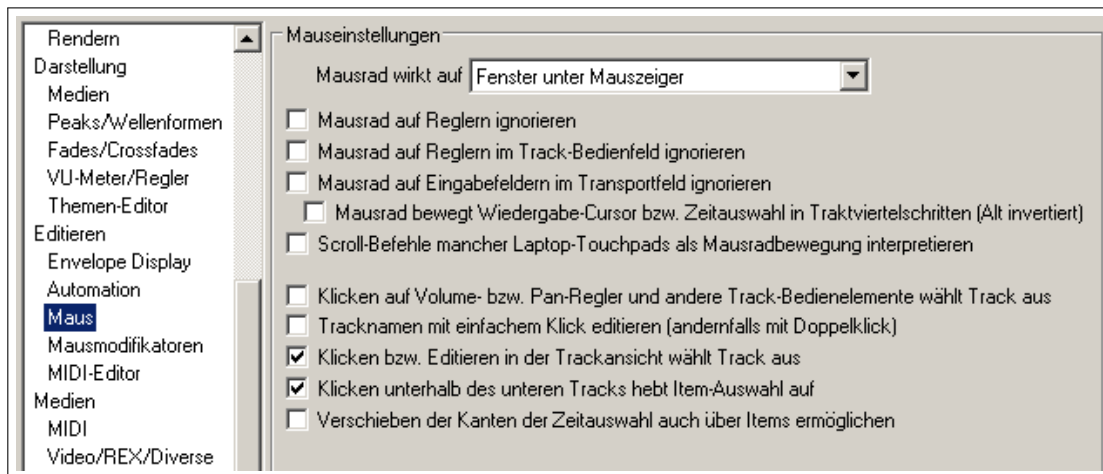 Rendern
Darstellung
Medien
Peaks/Wellenformen
Fades/Crossfades
VU-Meter/Regler
Themen-Editor
Editieren
Envelope Display
Automation
Maus
Mausmodifikatoren
MIDI-Editor
Medien
MIDI
Video/REX/Diverse
Mauseinstellungen
Mausrad wirkt auf Fenster unter Mauszeiger
Mausrad auf Reglern ignorieren
Mausrad auf Reglern im Track-Bedienfeld ignorieren
Mausrad auf Eingabefeldern im Transportfeld ignorieren
Mausrad bewegt Wiedergabe-Cursor bzw. Zeitauswahl in Traktviertelschritten (Alt invertiert)
Scroll-Befehle mancher Laptop-Touchpads als Mausradbewegung interpretieren
Klicken auf Volume- bzw. Pan-Regler und andere Track-Bedienelemente wählt Track aus
Tracknamen mit einfachem Klick editieren (andernfalls mit Doppelklick)
Klicken bzw. Editieren in der Trackansicht wählt Track aus
Klicken unterhalb des unteren Tracks hebt Item-Auswahl auf
Verschieben der Kanten der Zeitauswahl auch über Items ermöglichen